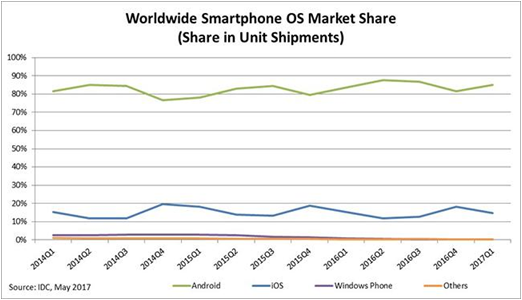 Worldwide Smartphone OS Market Share
(Share in Unit Shipments)
100%
90%
80%
70%
60%
50%
40%
30%
20%
10%
0%
2014Q1 2014Q2 2014Q3 2014Q4 2015Q1 2015Q2 2015Q3 2015Q4 2016Q1 2016Q2 2016Q3 2016Q4 2017Q1
Source: IDC, May 2017 Android iOS Windows Phone Others